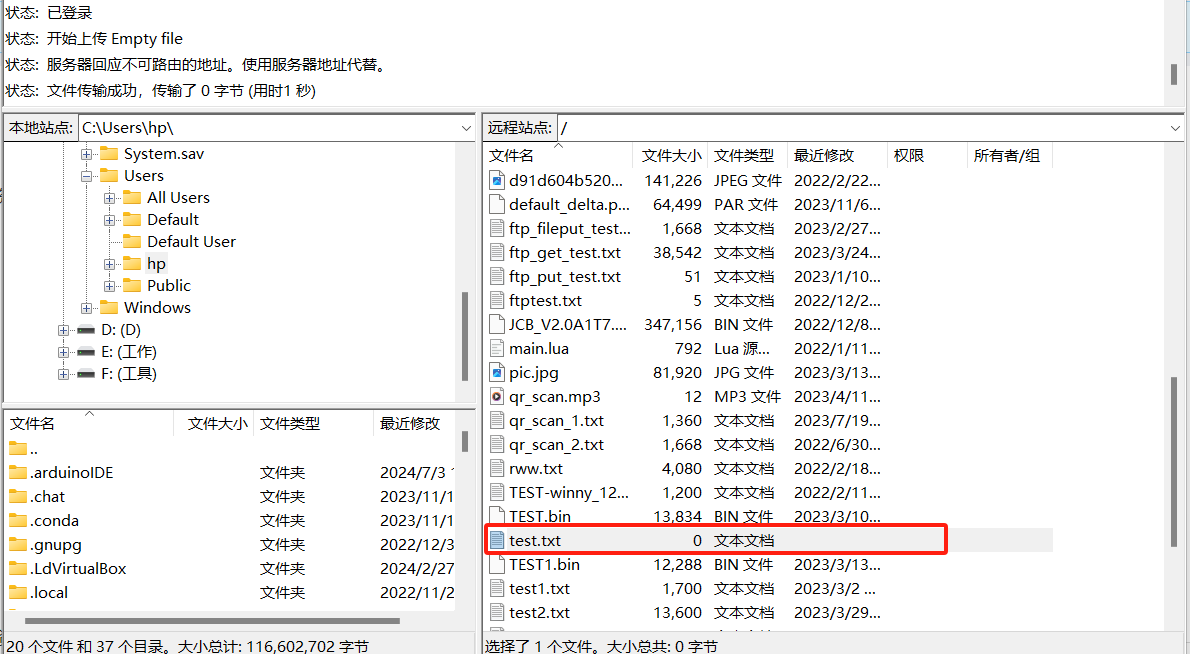 状态: 已登录
状态: 开始上传 Empty file
状态: 服务器回应不可路由的地址。使用服务器地址代替。
状态: 文件传输成功，传输了 0 字节 (用时1 秒)
本地站点: C:\Users\hp\
System.sav
Users
All Users
Default
Default User
hp
Public
Windows
D: (D)
E: (工作)
F: (工具)
文件名 文件大小 文件类型 最近修改
..
.arduinoIDE 文件夹 2024/7/3 1
.chat 文件夹 2023/11/1
.conda 文件夹 2023/11/1
.gnupg 文件夹 2022/12/3
.LdVirtualBox 文件夹 2024/2/27
.local 文件夹 2022/11/2
20 个文件 和 37 个目录。大小总计: 116,602,702 字节
远程站点: /
文件名 文件大小 文件类型 最近修改 权限 所有者/组
d91d604b520... 141,226 JPEG 文件 2022/2/22...
default_delta.p... 64,499 PAR 文件 2023/11/6...
ftp_fileput_test... 1,668 文本文档 2023/2/27...
ftp_get_test.txt 38,542 文本文档 2023/3/24...
ftp_put_test.txt 51 文本文档 2023/1/10...
ftptest.txt 5 文本文档 2022/12/2...
JCB_V2.0A1T7.... 347,156 BIN 文件 2022/12/8...
main.lua 792 Lua 源... 2022/1/11...
pic.jpg 81,920 JPG 文件 2023/3/13...
qr_scan.mp3 12 MP3 文件 2023/4/11...
qr_scan_1.txt 1,360 文本文档 2023/7/19...
qr_scan_2.txt 1,668 文本文档 2022/6/30...
rww.txt 4,080 文本文档 2022/2/18...
TEST-winny_12... 1,200 文本文档 2022/2/11...
TEST.bin 13,834 BIN 文件 2023/3/10...
test.txt 0 文本文档
TEST1.bin 12,288 BIN 文件 2023/3/13...
test1.txt 1,700 文本文档 2023/3/2 ...
test2.txt 13,600 文本文档 2023/3/29...
选择了 1 个文件。大小总共: 0 字节